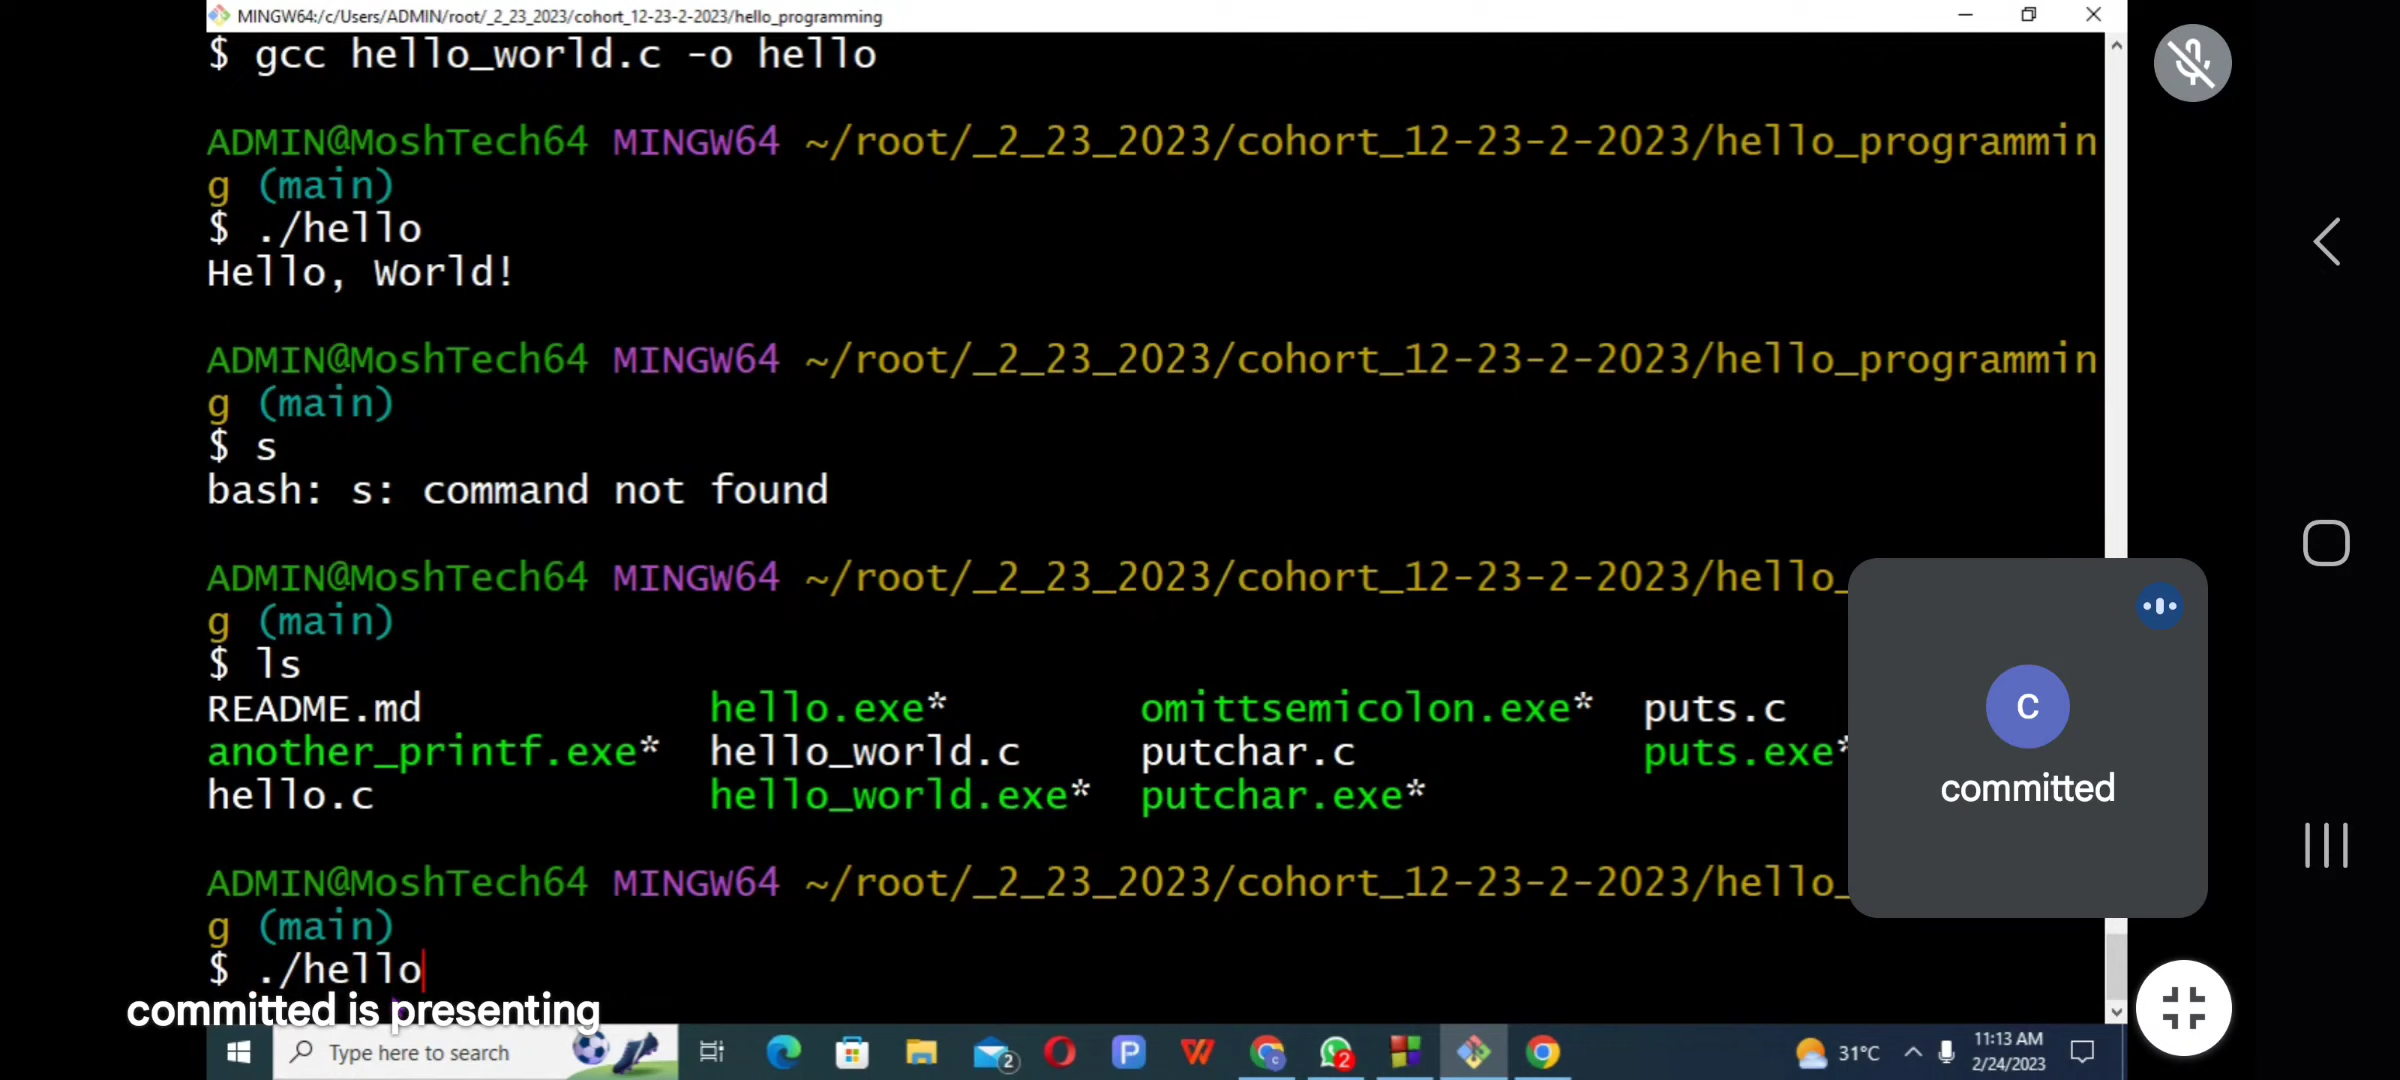 MINGW64:/c/Users/ADMIN/root/_2_23_2023/cohort_12-23-2-2023/hello_programming
$ gcc hello_world.c -o hello
ADMIN@MoshTech64 MINGW64 ~/root/_2_23_2023/cohort_12-23-2-2023/hello_programmin
g (main)
$ ./hello
Hello, World!
ADMIN@MoshTech64 MINGW64 ~/root/_2_23_2023/cohort_12-23-2-2023/hello_programmin
g (main)
$ s
bash: s: command not found
ADMIN@MoshTech64 MINGW64 ~/root/_2_23_2023/cohort_12-23-2-2023/hello_
g (main)
$ ls
README.md hello.exe* omittsemicolon.exe* puts.c
another_printf.exe* hello_world.c putchar.c puts.exe*
hello.c hello_world.exe* putchar.exe*
C
committed
ADMIN@MoshTech64 MINGW64 ~/root/_2_23_2023/cohort_12-23-2-2023/hello_
g (main)
$ ./hello
committed is presenting
Type here to search
2
P
W
C
2
31°C
11:13 AM
2/24/2023